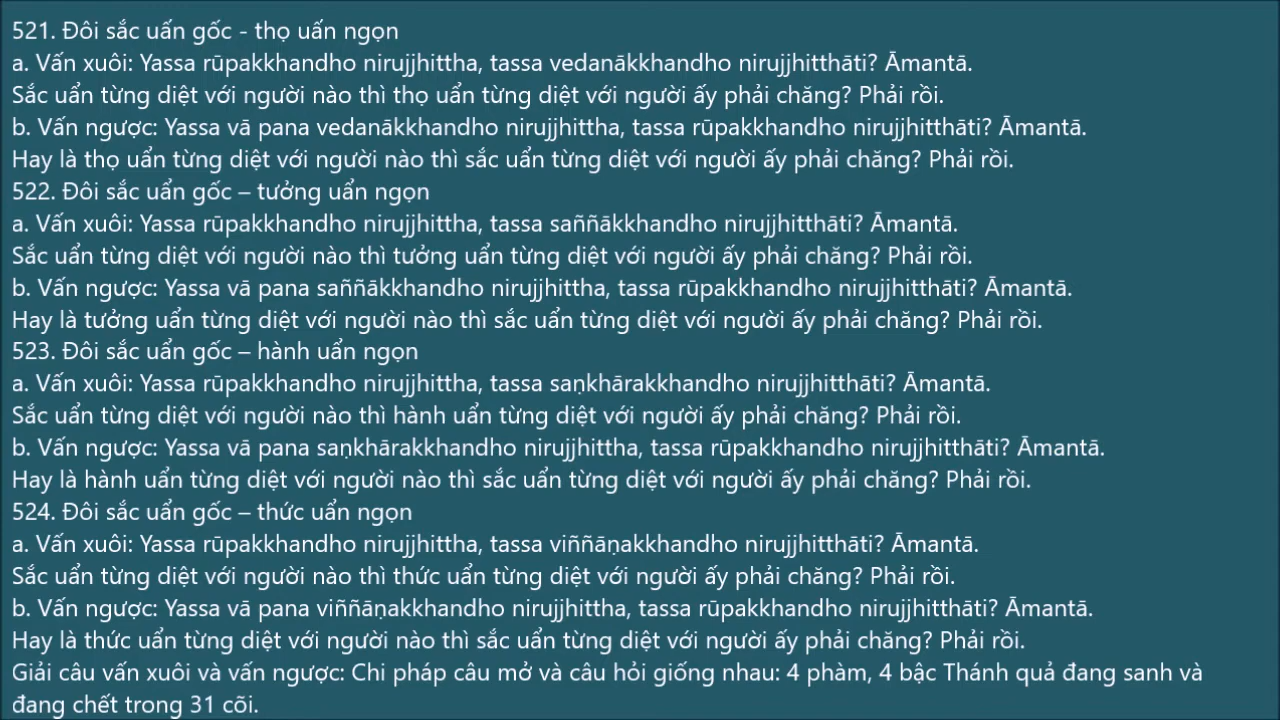 521. Đôi sắc uấn gốc - thọ uấn ngọn
a. Vấn xuôi: Yassa rūpakkhandho nirujjhittha, tassa vedanākkhandho nirujjhitthāti? Āmantā.
Sắc uẩn từng diệt với người nào thì thọ uẩn từng diệt với người ấy phải chăng? Phải rồi.
b. Vấn ngược: Yassa vā pana vedanākkhandho nirujjhittha, tassa rūpakkhandho nirujjhitthāti? Āmantā.
Hay là thọ uẩn từng diệt với người nào thì sắc uẩn từng diệt với người ấy phải chăng? Phải rồi.
522. Đôi sắc uẩn gốc – tưởng uẩn ngọn
a. Vấn xuôi: Yassa rūpakkhandho nirujjhittha, tassa saññākkhandho nirujjhitthāti? Āmantā.
Sắc uẩn từng diệt với người nào thì tưởng uẩn từng diệt với người ấy phải chăng? Phải rồi.
b. Vấn ngược: Yassa vā pana saññākkhandho nirujjhittha, tassa rūpakkhandho nirujjhitthāti? Āmantā.
Hay là tưởng uẩn từng diệt với người nào thì sắc uẩn từng diệt với người ấy phải chăng? Phải rồi.
523. Đôi sắc uẩn gốc – hành uẩn ngọn
a. Vấn xuôi: Yassa rūpakkhandho nirujjhittha, tassa saṇkhārakkhandho nirujjhitthāti? Āmantā.
Sắc uẩn từng diệt với người nào thì hành uẩn từng diệt với người ấy phải chăng? Phải rồi.
b. Vấn ngược: Yassa vā pana saṇkhārakkhandho nirujjhittha, tassa rūpakkhandho nirujjhitthāti? Āmantā.
Hay là hành uẩn từng diệt với người nào thì sắc uẩn từng diệt với người ấy phải chăng? Phải rồi.
524. Đôi sắc uẩn gốc – thức uẩn ngọn
a. Vấn xuôi: Yassa rūpakkhandho nirujjhittha, tassa viññāṇakkhandho nirujjhitthāti? Āmantā.
Sắc uẩn từng diệt với người nào thì thức uẩn từng diệt với người ấy phải chăng? Phải rồi.
b. Vấn ngược: Yassa vā pana viññāṇakkhandho nirujjhittha, tassa rūpakkhandho nirujjhitthāti? Āmantā.
Hay là thức uẩn từng diệt với người nào thì sắc uẩn từng diệt với người ấy phải chăng? Phải rồi.
Giải câu vấn xuôi và vấn ngược: Chi pháp câu mở và câu hỏi giống nhau: 4 phàm, 4 bậc Thánh quả đang sanh và
đang chết trong 31 cõi.